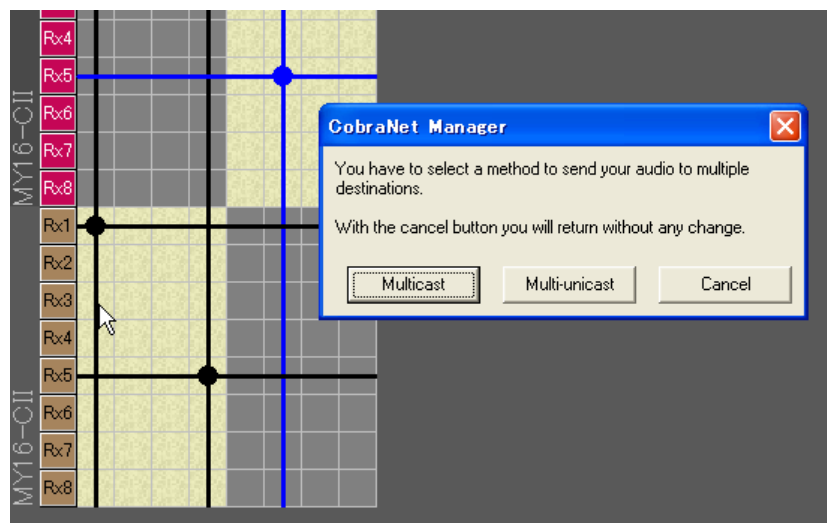 Rx4
Rx5
Rx6
Rx7
Rx8
MY16-CII
Rx1
Rx2
Rx3
Rx4
Rx5
Rx6
Rx7
Rx8
MY16-CII
CobraNet Manager
You have to select a method to send your audio to multiple
destinations.
With the cancel button you will return without any change.
Multicast
Multi-unicast
Cancel